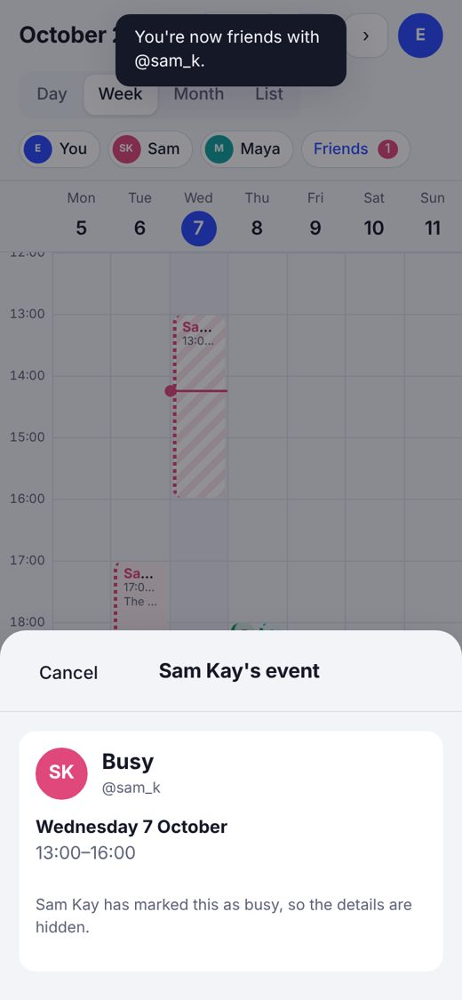 October 2
You're now friends with
@sam_k.
›
E
Day Week Month List
E You SK Sam M Maya Friends 1
Mon Tue Wed Thu Fri Sat Sun
5 6 7 8 9 10 11
12:00
13:00
Sa...
13:0...
14:00
15:00
16:00
17:00
Sa...
17:0...
The ...
18:00
Cancel Sam Kay's event
SK Busy
@sam_k
Wednesday 7 October
13:00–16:00
Sam Kay has marked this as busy, so the details are
hidden.